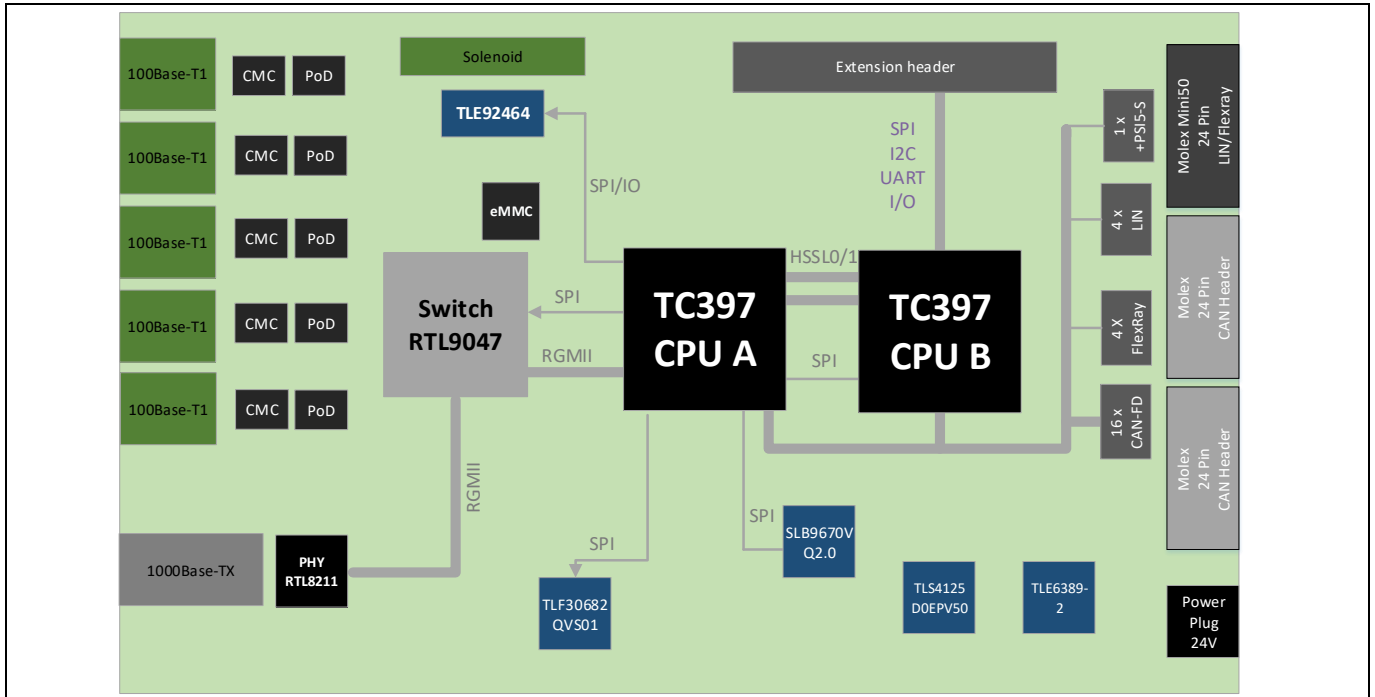 100Base-T1
CMC
PoD
100Base-T1
CMC
PoD
100Base-T1
CMC
PoD
100Base-T1
CMC
PoD
100Base-T1
CMC
PoD
1000Base-TX
PHY
RTL8211
Solenoid
TLE92464
SPI/IO
eMMC
Switch
RTL9047
SPI
RGMII
RGMII
TC397
CPU A
HSSL0/1
SPI
TC397
CPU B
Extension header
SPI
I2C
UART
I/O
SPI
TLF30682
QVS01
SPI
SLB9670V
Q2.0
TLS4125
D0EPV50
TLE6389-
2
1 x
+PSI5-S
4 x
LIN
4 X
FlexRay
16 x
CAN-FD
Molex Mini50
24 Pin
LIN/Flexray
Molex
24 Pin
CAN Header
Molex
24 Pin
CAN Header
Power
Plug
24V